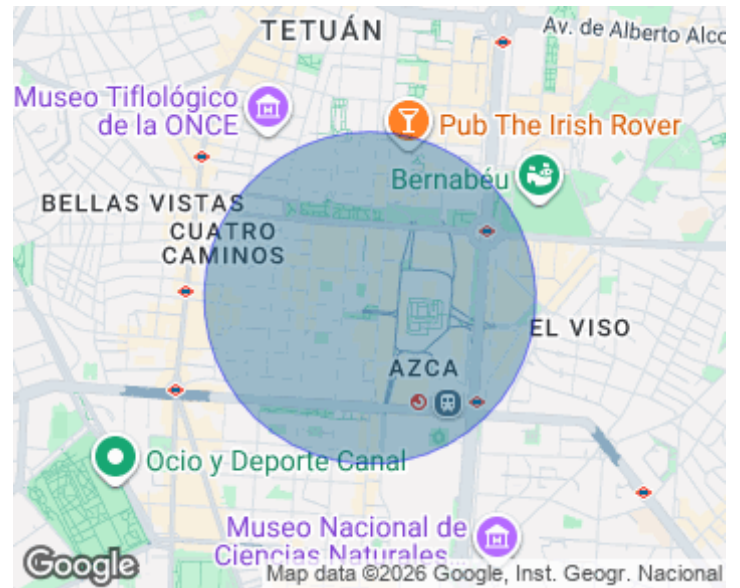 TETUÁN
Av. de Alberto Alco
Museo Tiflológico
de la ONCE
Pub The Irish Rover
Bernabéu
BELLAS VISTAS
CUATRO
CAMINOS
EL VISO
AZCA
Ocio y Deporte Canal
Museo Nacional de
Ciencias Naturales...
Google
Map data ©2026 Google, Inst. Geogr. Nacional